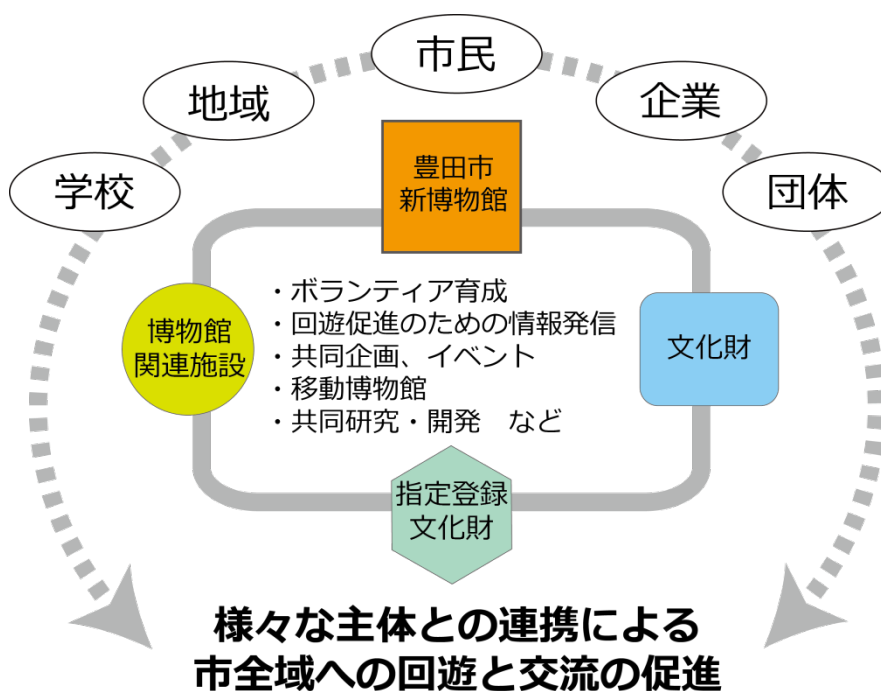 市民
地域
企業
学校
団体
豊田市
新博物館
博物館
関連施設
・ボランティア育成
・回遊促進のための情報発信
・共同企画、イベント
・移動博物館
・共同研究・開発　など
文化財
指定登録
文化財
様々な主体との連携による
市全域への回遊と交流の促進